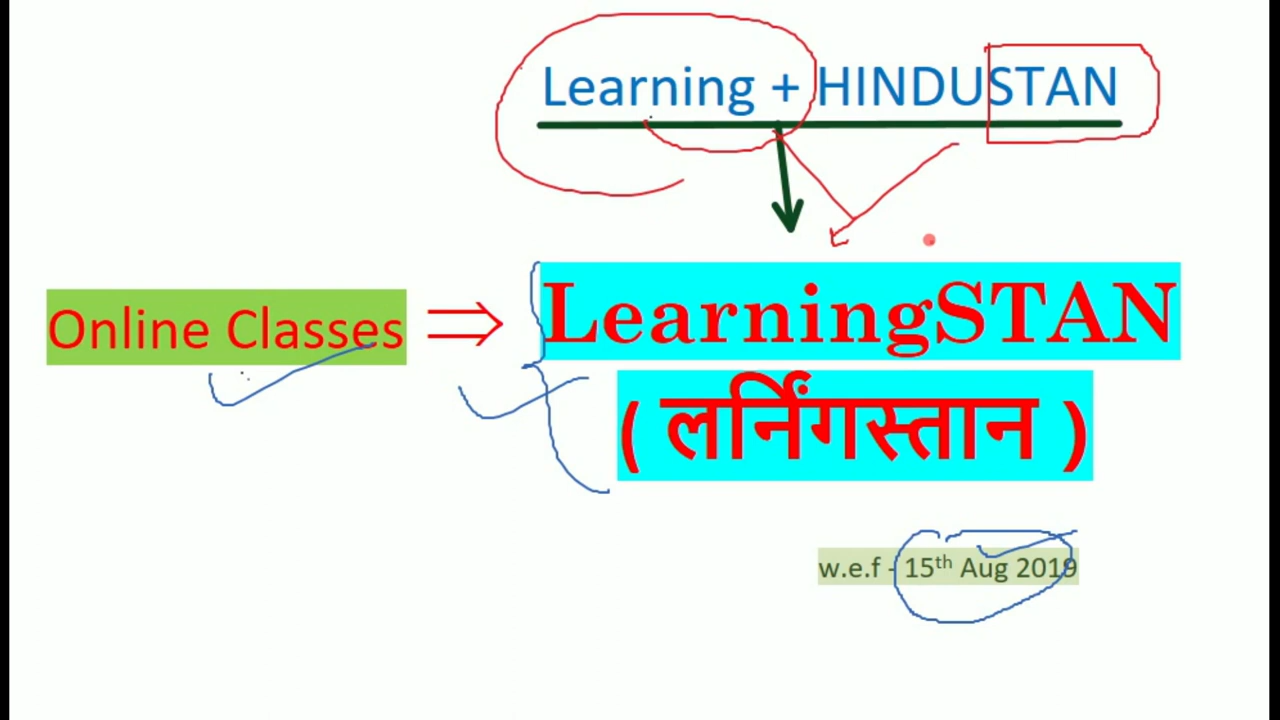 Learning + HINDUSTAN
Online Classes ⇒ LearningSTAN
( लर्निंगस्तान )
w.e.f - 15th Aug 2019